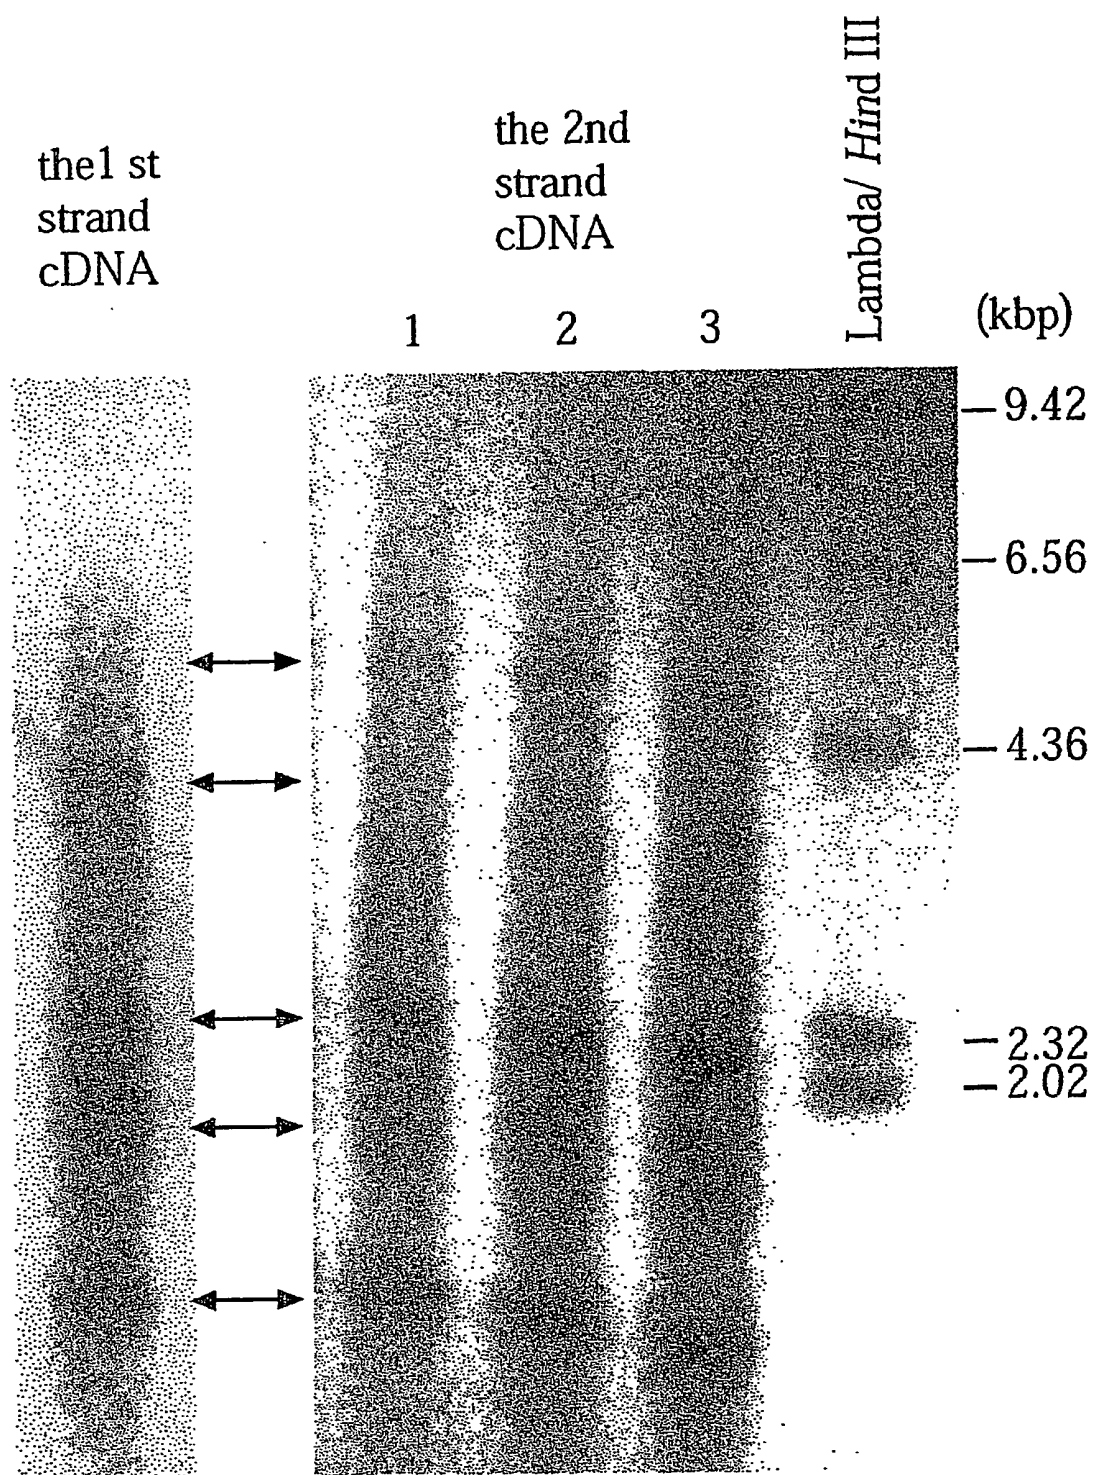 the1 st
strand
cDNA
the 2nd
strand
cDNA
1 2 3
Lambda/ Hind III
(kbp)
9.42
6.56
4.36
2.32
2.02